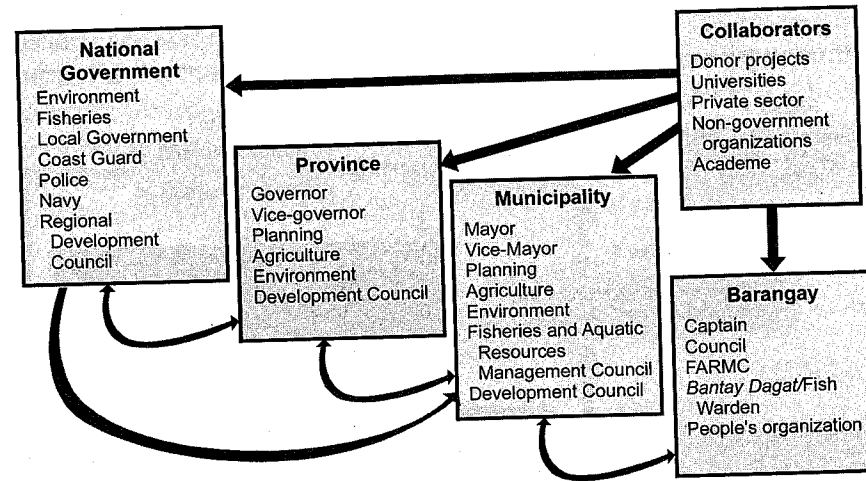 National
Government
Environment
Fisheries
Local Government
Coast Guard
Police
Navy
Regional
Development
Council
Province
Governor
Vice-governor
Planning
Agriculture
Environment
Development Council
Municipality
Mayor
Vice-Mayor
Planning
Agriculture
Environment
Fisheries and Aquatic
Resources
Management Council
Development Council
Collaborators
Donor projects
Universities
Private sector
Non-government
organizations
Academe
Barangay
Captain
Council
FARMC
Bantay Dagat/Fish
Warden
People's organization